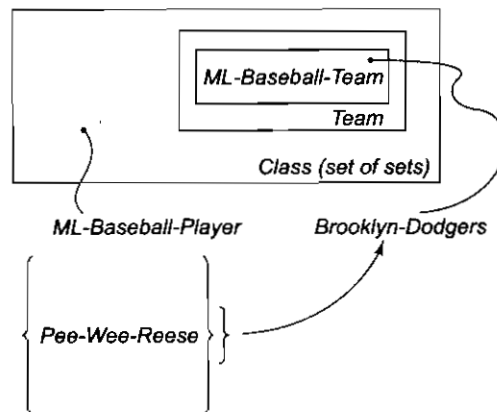 ML-Baseball-Team
Team
Class (set of sets)
ML-Baseball-Player
Brooklyn-Dodgers
{ Pee-Wee-Reese } }